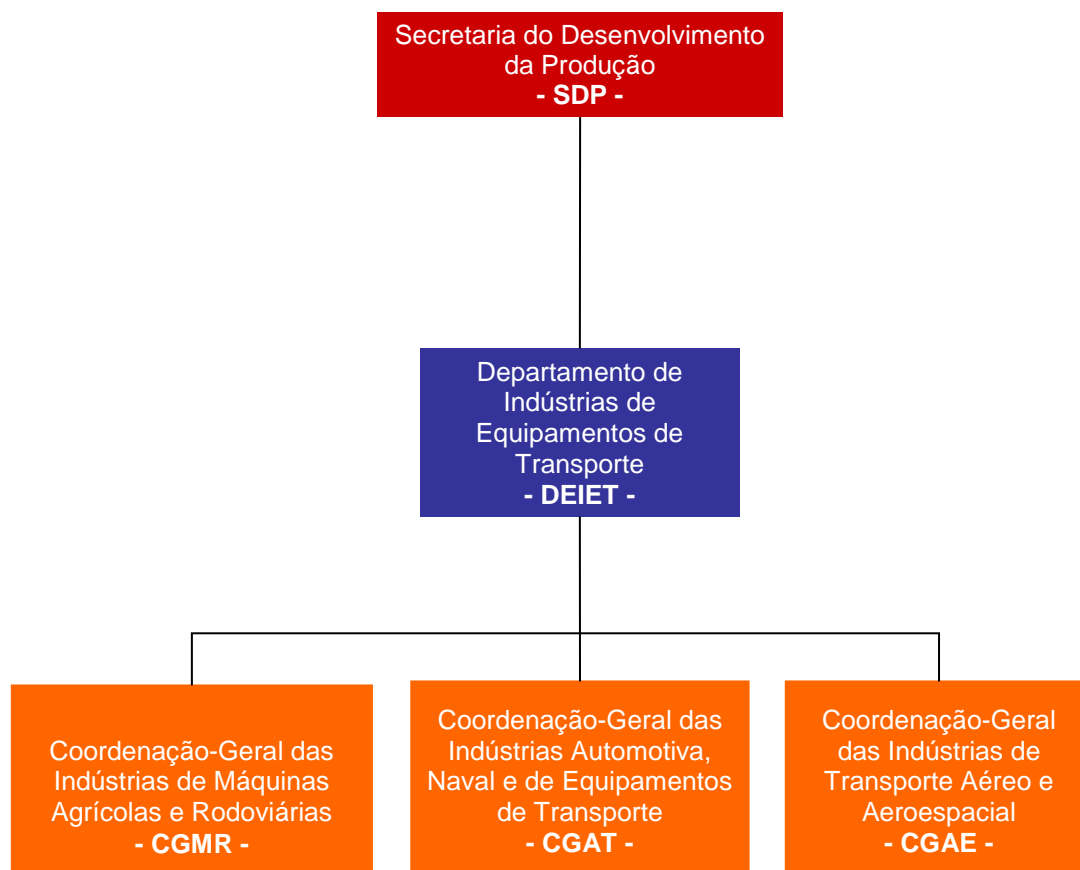 Secretaria do Desenvolvimento
da Produção
- SDP -
Departamento de
Indústrias de
Equipamentos de
Transporte
- DEIET -
Coordenação-Geral das
Indústrias de Máquinas
Agrícolas e Rodoviárias
- CGMR -
Coordenação-Geral das
Indústrias Automotiva,
Naval e de Equipamentos
de Transporte
- CGAT -
Coordenação-Geral
das Indústrias de
Transporte Aéreo e
Aeroespacial
- CGAE -